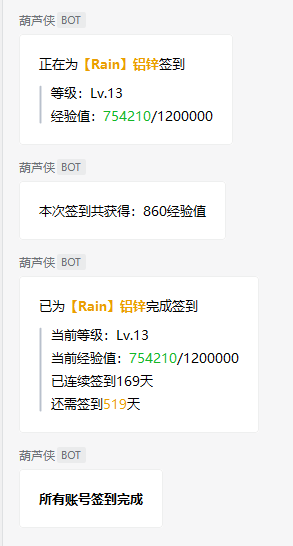 葫芦侠 BOT
正在为【Rain】铝锌签到
等级：Lv.13
经验值：754210/1200000
葫芦侠 BOT
本次签到共获得：860经验值
葫芦侠 BOT
已为【Rain】铝锌完成签到
当前等级：Lv.13
当前经验值：754210/1200000
已连续签到169天
还需签到519天
葫芦侠 BOT
所有账号签到完成